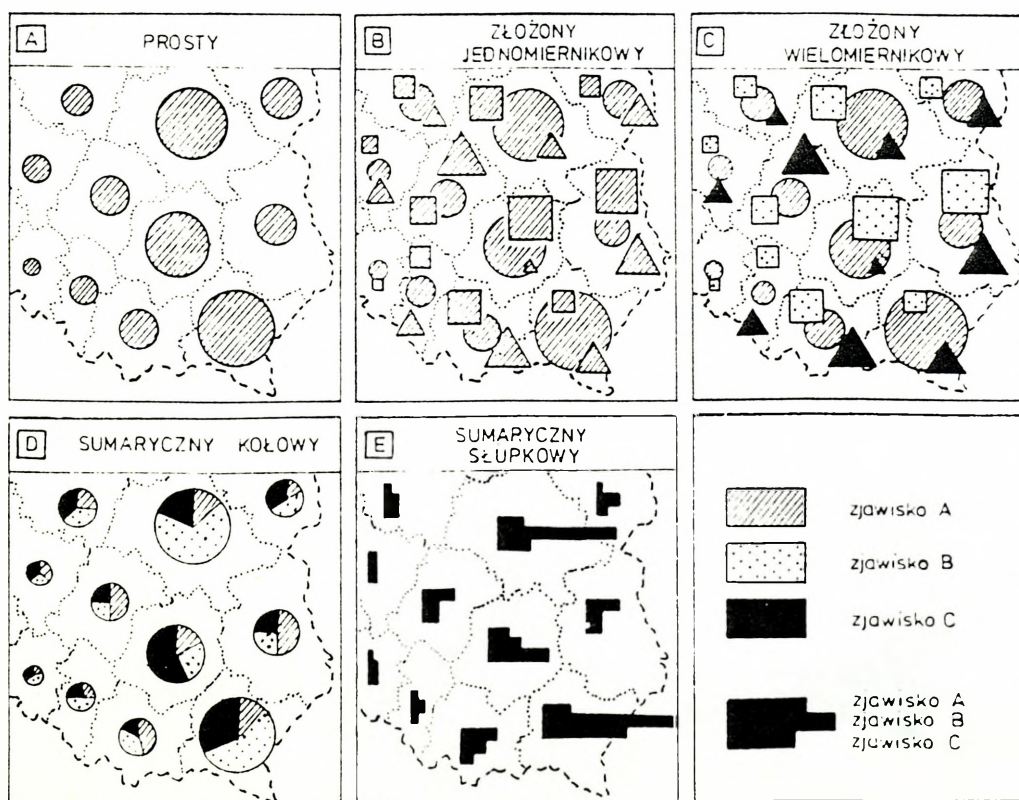 A PROSTY
B ZŁOŻONY
JEDNOMIERNIKOWY
C ZŁOŻONY
WIELOMIERNIKOWY
D SUMARYCZNY KOŁOWY
E SUMARYCZNY
SŁUPKOWY
zjawisko A
zjawisko B
zjawisko C
zjawisko A
zjawisko B
zjawisko C